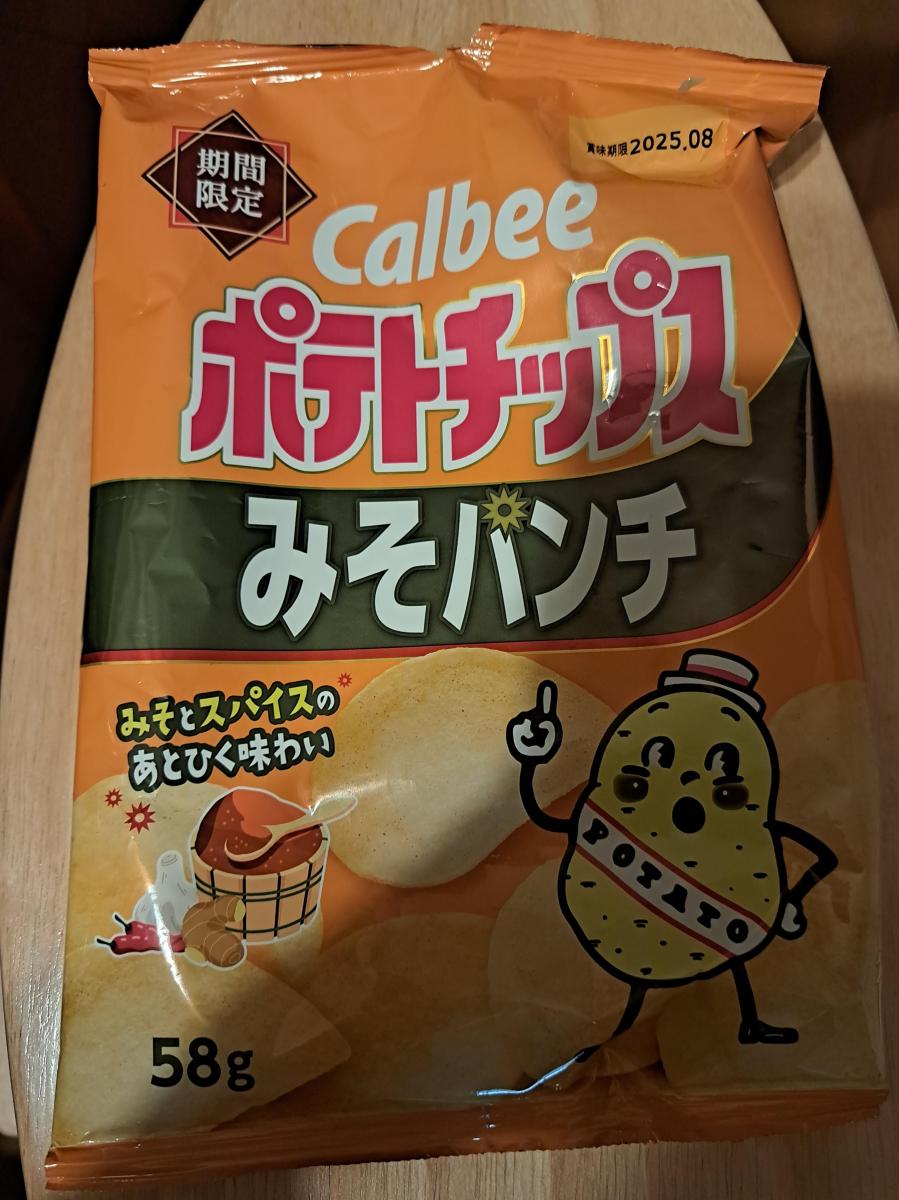 期間
限定
賞味期限2025.08
Calbee
ポテトチップス
みそパンチ
みそとスパイスの
あとひく味わい
POTATO
58g